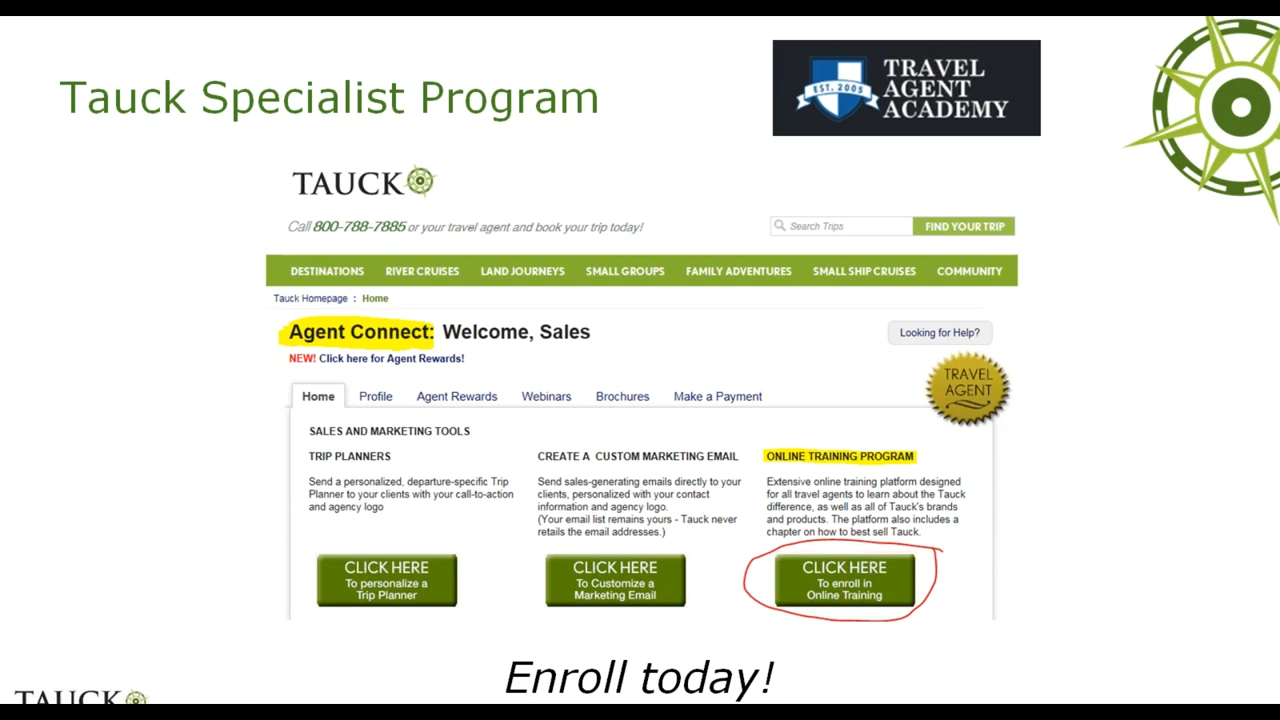 Tauck Specialist Program
EST. 2005
TRAVEL
AGENT
ACADEMY
TAUCK
Call 800-788-7885 or your travel agent and book your trip today!
Search Trips
FIND YOUR TRIP
DESTINATIONS RIVER CRUISES LAND JOURNEYS SMALL GROUPS FAMILY ADVENTURES SMALL SHIP CRUISES COMMUNITY
Tauck Homepage : Home
Agent Connect: Welcome, Sales
Looking for Help?
NEW! Click here for Agent Rewards!
TRAVEL
AGENT
Home Profile Agent Rewards Webinars Brochures Make a Payment
SALES AND MARKETING TOOLS
TRIP PLANNERS
Send a personalized, departure-specific Trip
Planner to your clients with your call-to-action
and agency logo
CLICK HERE
To personalize a
Trip Planner
CREATE A CUSTOM MARKETING EMAIL
Send sales-generating emails directly to your
clients, personalized with your contact
information and agency logo.
(Your email list remains yours - Tauck never
retails the email addresses.)
CLICK HERE
To Customize a
Marketing Email
ONLINE TRAINING PROGRAM
Extensive online training platform designed
for all travel agents to learn about the Tauck
difference, as well as all of Tauck's brands
and products. The platform also includes a
chapter on how to best sell Tauck.
CLICK HERE
To enroll in
Online Training
Enroll today!
TAUCK